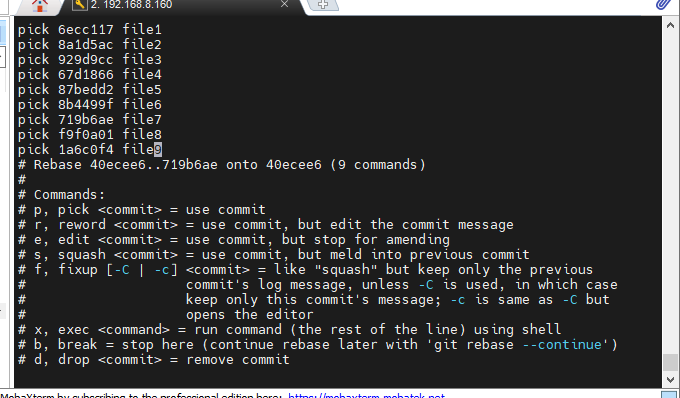 2. 192.168.8.160
pick 6ecc117 file1
pick 8a1d5ac file2
pick 929d9cc file3
pick 67d1866 file4
pick 87bedd2 file5
pick 8b4499f file6
pick 719b6ae file7
pick f9f0a01 file8
pick 1a6c0f4 file9
# Rebase 40ecee6..719b6ae onto 40ecee6 (9 commands)
#
# Commands:
# p, pick <commit> = use commit
# r, reword <commit> = use commit, but edit the commit message
# e, edit <commit> = use commit, but stop for amending
# s, squash <commit> = use commit, but meld into previous commit
# f, fixup [-C | -c] <commit> = like "squash" but keep only the previous
#                    commit's log message, unless -C is used, in which case
#                    keep only this commit's message; -c is same as -C but
#                    opens the editor
# x, exec <command> = run command (the rest of the line) using shell
# b, break = stop here (continue rebase later with 'git rebase --continue')
# d, drop <commit> = remove commit
MobaXterm by subscribing to the professional edition here: https://mobaxterm.mobatek.net